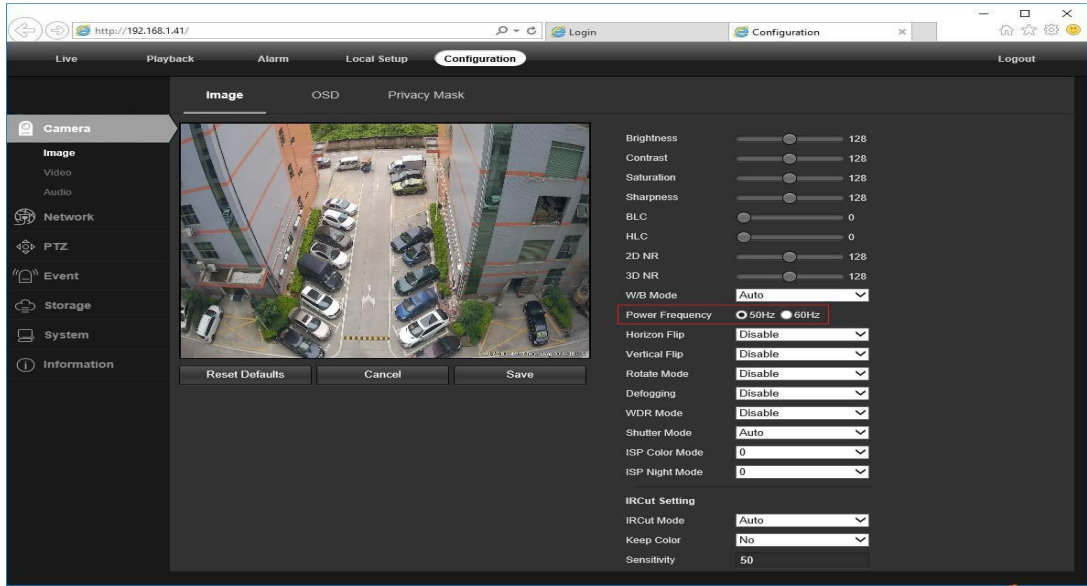 http://192.168.1.41/
Login
Configuration
Live Playback Alarm Local Setup Configuration Logout
Image OSD Privacy Mask
Camera
Image
Video
Audio
Network
PTZ
Event
Storage
System
Information
Reset Defaults Cancel Save
Brightness 128
Contrast 128
Saturation 128
Sharpness 128
BLC 0
HLC 0
2D NR 128
3D NR 128
W/B Mode Auto
Power Frequency 50Hz 60Hz
Horizon Flip Disable
Vertical Flip Disable
Rotate Mode Disable
Defogging Disable
WDR Mode Disable
Shutter Mode Auto
ISP Color Mode 0
ISP Night Mode 0
IRCut Setting
IRCut Mode Auto
Keep Color No
Sensitivity 50